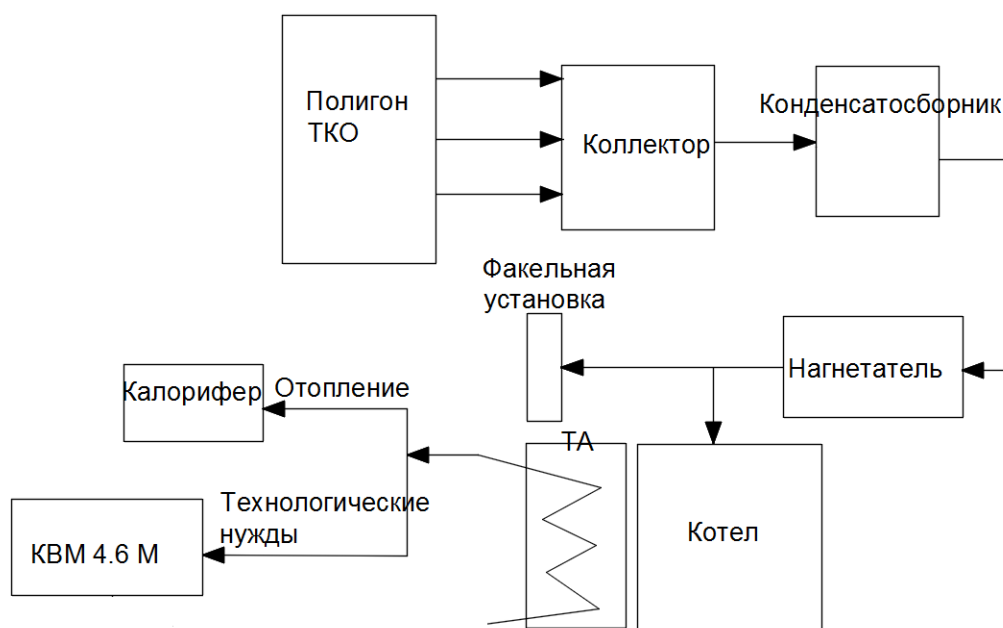 Полигон
ТКО
Коллектор
Конденсатосборник
Факельная
установка
Нагнетатель
Калорифер
Отопление
ТА
Котел
Технологические
нужды
КВМ 4.6 М